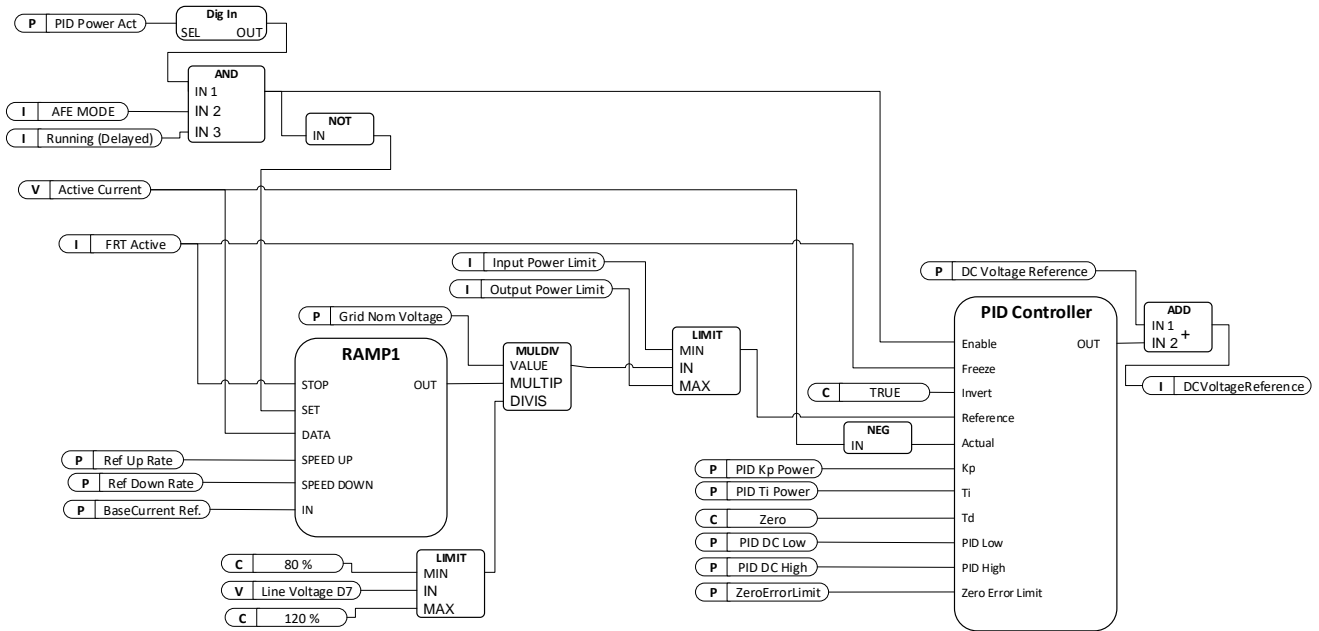 P PID Power Act
Dig In
SEL OUT
AND
IN 1
IN 2
IN 3
I AFE MODE
I Running (Delayed)
NOT
IN
V Active Current
I FRT Active
I Input Power Limit
I Output Power Limit
P Grid Nom Voltage
RAMP1
STOP OUT
SET
DATA
SPEED UP
SPEED DOWN
IN
P Ref Up Rate
P Ref Down Rate
P BaseCurrent Ref.
MULDIV
VALUE
MULTIP
DIVIS
LIMIT
MIN
IN
MAX
C 80 %
V Line Voltage D7
C 120 %
LIMIT
MIN
IN
MAX
P DC Voltage Reference
PID Controller
Enable OUT
Freeze
Invert
Reference
Actual
Kp
Ti
Td
PID Low
PID High
Zero Error Limit
C TRUE
NEG
IN
P PID Kp Power
P PID Ti Power
C Zero
P PID DC Low
P PID DC High
P ZeroErrorLimit
ADD
IN 1
IN 2 +
I DCVoltageReference